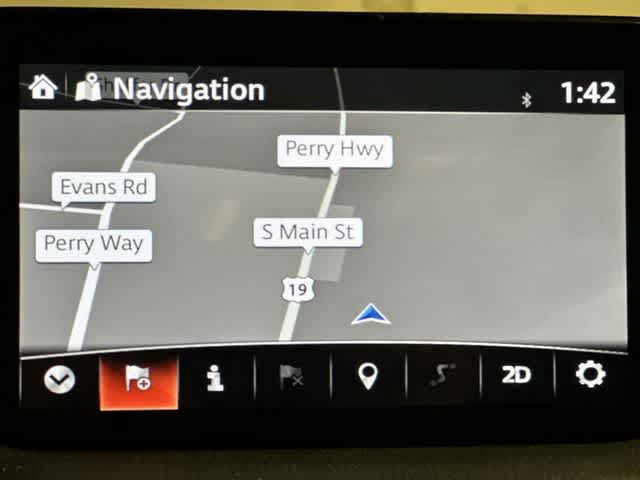 Navigation
1:42
Perry Hwy
Evans Rd
S Main St
Perry Way
19
2D